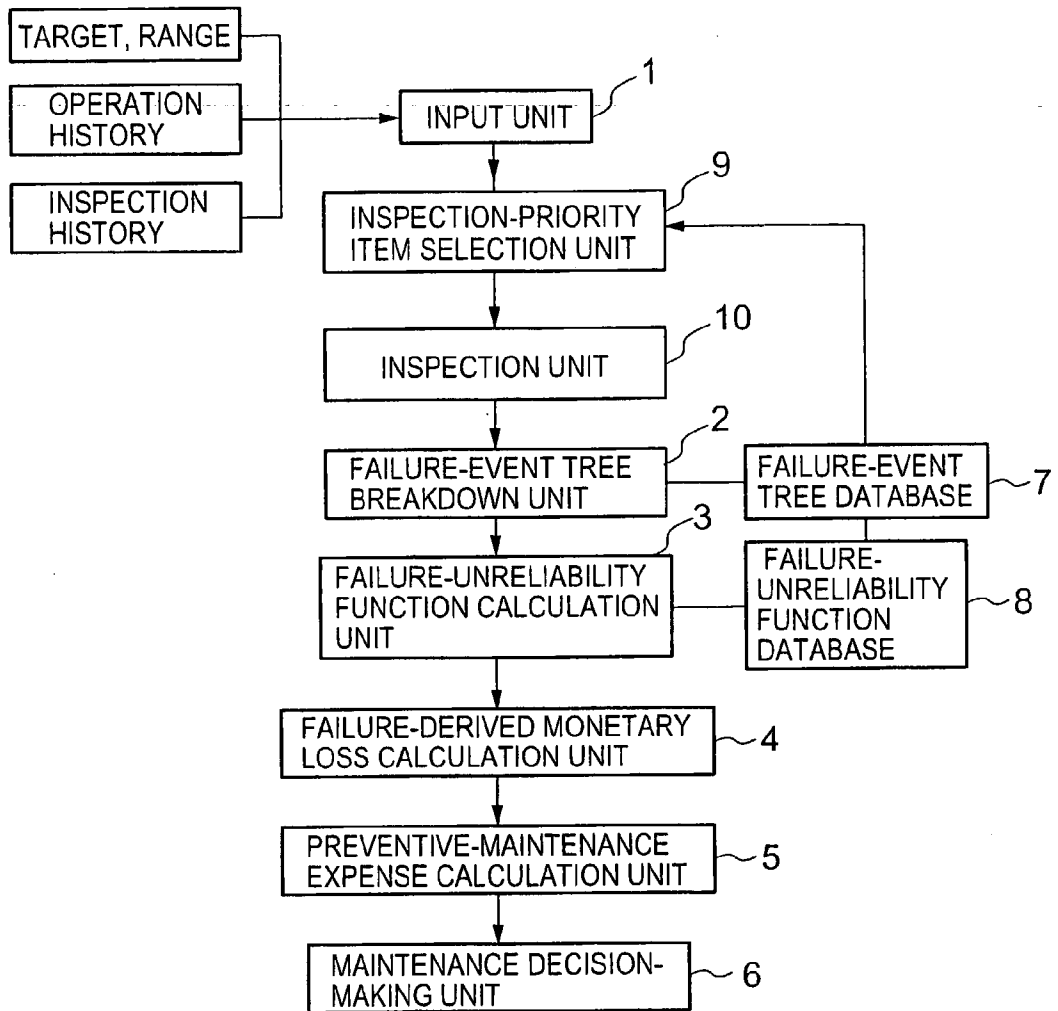 TARGET, RANGE
OPERATION
HISTORY
INSPECTION
HISTORY
1
INPUT UNIT
9
INSPECTION-PRIORITY
ITEM SELECTION UNIT
10
INSPECTION UNIT
2
FAILURE-EVENT TREE
BREAKDOWN UNIT
FAILURE-EVENT
TREE DATABASE
7
3
FAILURE-UNRELIABILITY
FUNCTION CALCULATION
UNIT
FAILURE-
UNRELIABILITY
FUNCTION
DATABASE
8
FAILURE-DERIVED MONETARY
LOSS CALCULATION UNIT
4
PREVENTIVE-MAINTENANCE
EXPENSE CALCULATION UNIT
5
MAINTENANCE DECISION-
MAKING UNIT
6